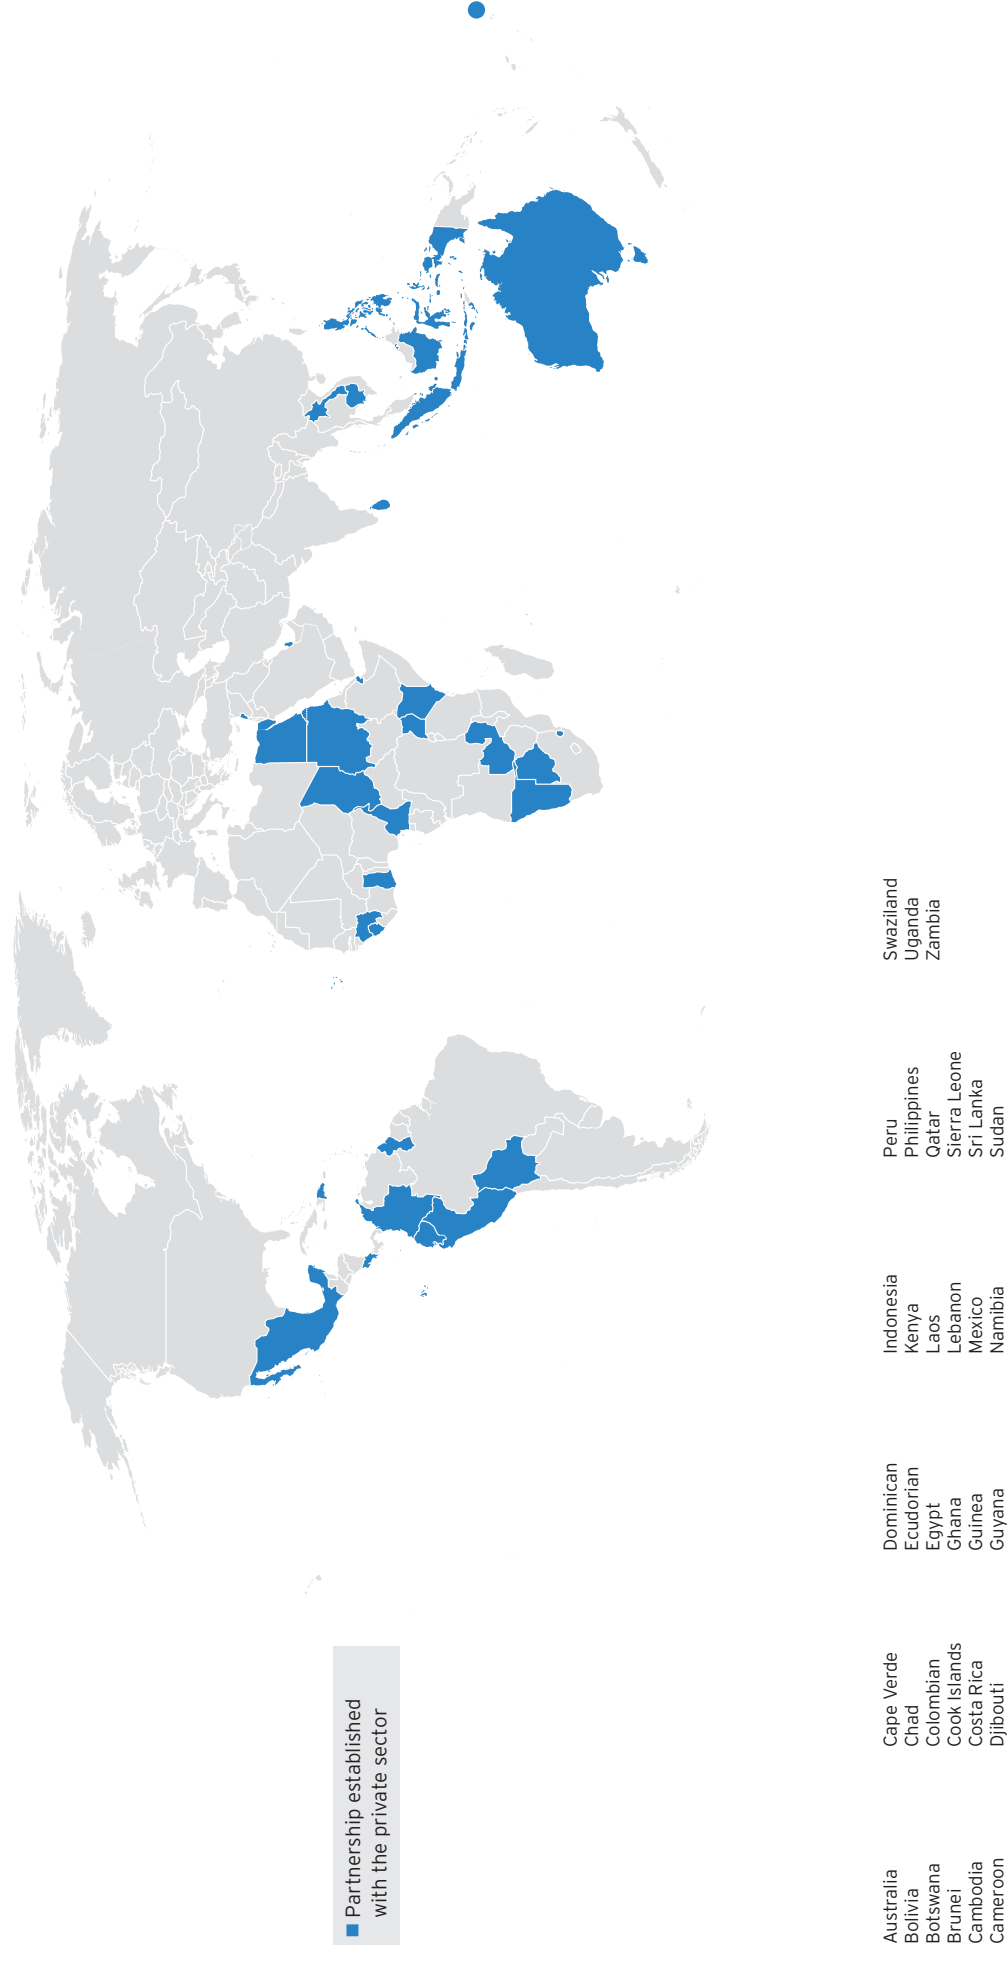 Partnership established
with the private sector
Australia
Bolivia
Botswana
Brunei
Cambodia
Cameroon
Cape Verde
Chad
Colombian
Cook Islands
Costa Rica
Djibouti
Dominican
Ecudorian
Egypt
Ghana
Guinea
Guyana
Indonesia
Kenya
Laos
Lebanon
Mexico
Namibia
Peru
Philippines
Qatar
Sierra Leone
Sri Lanka
Sudan
Swaziland
Uganda
Zambia